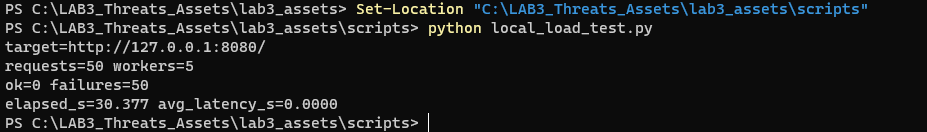 PS C:\LAB3_Threats_Assets\lab3_assets> Set-Location "C:\LAB3_Threats_Assets\lab3_assets\scripts"
PS C:\LAB3_Threats_Assets\lab3_assets\scripts> python local_load_test.py
target=http://127.0.0.1:8080/
requests=50 workers=5
ok=0 failures=50
elapsed_s=30.377 avg_latency_s=0.0000
PS C:\LAB3_Threats_Assets\lab3_assets\scripts>